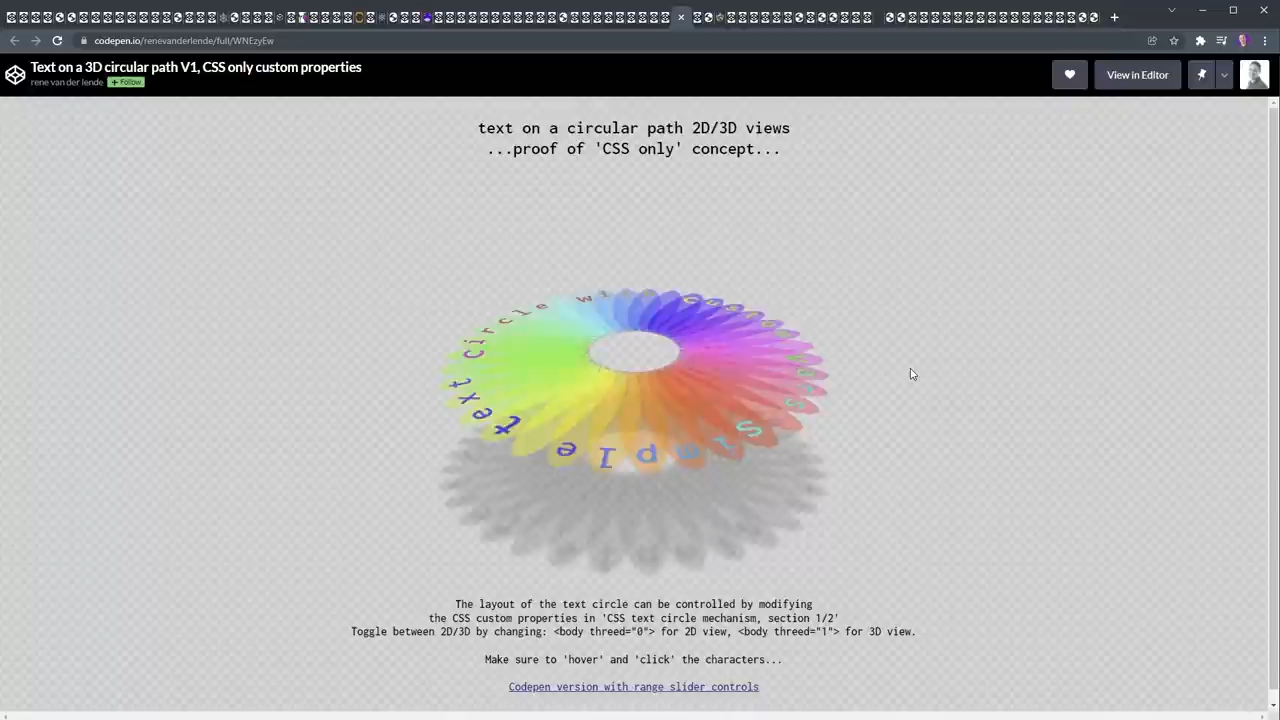 codepen.io/renevanderlende/full/WNEzyEw
Text on a 3D circular path V1, CSS only custom properties
rene van der lende
+ Follow
View in Editor
text on a circular path 2D/3D views
...proof of 'CSS only' concept...
Circle
text
The layout of the text circle can be controlled by modifying
the CSS custom properties in 'CSS text circle mechanism, section 1/2'
Toggle between 2D/3D by changing: <body threed="0"> for 2D view, <body threed="1"> for 3D view.
Make sure to 'hover' and 'click' the characters...
Codepen version with range slider controls